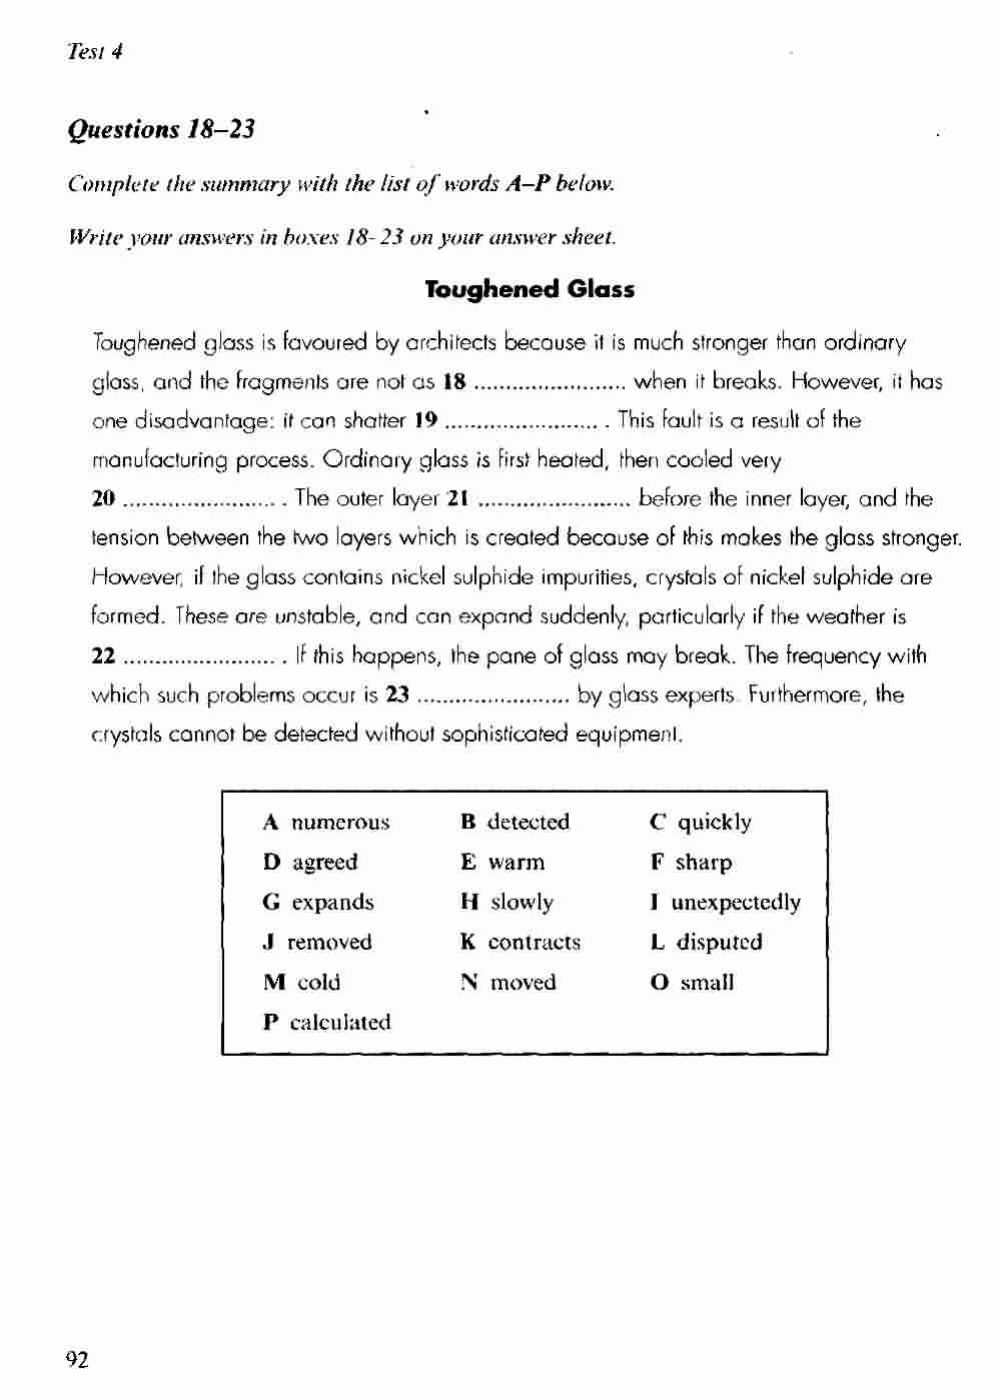 Test 4
Questions 18–23
Complete the summary with the list of words A–P below.
Write your answers in boxes 18-23 on your answer sheet.
Toughened Glass
Toughened glass is favoured by architects because it is much stronger than ordinary
glass, and the fragments are not as 18 ........................ when it breaks. However, it has
one disadvantage: it can shatter 19 ........................ . This fault is a result of the
manufacturing process. Ordinary glass is first heated, then cooled very
20 ........................ . The outer layer 21 ........................ before the inner layer, and the
tension between the two layers which is created because of this makes the glass stronger.
However, if the glass contains nickel sulphide impurities, crystals of nickel sulphide are
formed. These are unstable, and can expand suddenly, particularly if the weather is
22 ........................ . If this happens, the pane of glass may break. The frequency with
which such problems occur is 23 ........................ by glass experts. Furthermore, the
crystals cannot be detected without sophisticated equipment.
A numerous B detected C quickly
D agreed E warm F sharp
G expands H slowly I unexpectedly
J removed K contracts L disputed
M cold N moved O small
P calculated
92